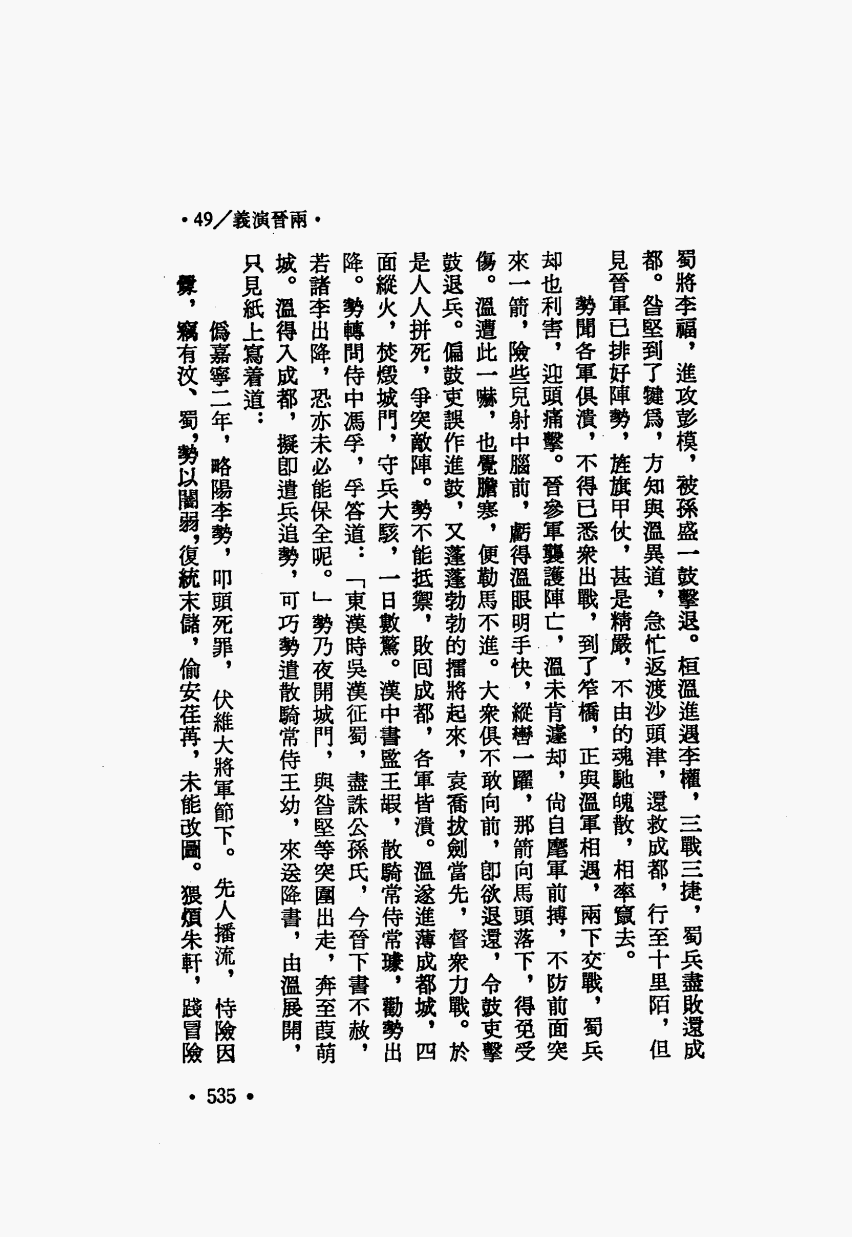 •49/義演晉兩•
蜀將李福，進攻彭模，被孫盛一鼓擊退。桓溫進遇李權，三戰三捷，蜀兵盡敗還成
都。昝堅到了犍爲，方知與溫異道，急忙返渡沙頭津，還救成都，行至十里陌，但
見晉軍已排好陣勢，旌旗甲仗，甚是精嚴，不由的魂馳魄散，相率竄去。
勢聞各軍俱潰，不得已悉衆出戰，到了笮橋，正與溫軍相遇，兩下交戰，蜀兵
却也利害，迎頭痛擊。晉參軍龔護陣亡，溫未肯遽却，尙自麾軍前搏，不防前面突
來一箭，險些兒射中腦前，虧得溫眼明手快，縱轡一躍，那箭向馬頭落下，得免受
傷。溫遭此一嚇，也覺膽寒，便勒馬不進。大衆俱不敢向前，卽欲退還，令鼓吏擊
鼓退兵。偏鼓吏誤作進鼓，又蓬蓬勃勃的擂將起來，袁喬拔劍當先，督衆力戰。於
是人人拼死，爭突敵陣。勢不能抵禦，敗回成都，各軍皆潰。溫遂進薄成都城，四
面縱火，焚燬城門，守兵大駭，一日數驚。漢中書監王嘏，散騎常侍常璩，勸勢出
降。勢轉問侍中馮孚，孚答道：「東漢時吳漢征蜀，盡誅公孫氏，今晉下書不赦，
若諸李出降，恐亦未必能保全呢。」勢乃夜開城門，與昝堅等突圍出走，奔至葭萌
城。溫得入成都，擬卽遣兵追勢，可巧勢遣散騎常侍王幼，來送降書，由溫展開，
只見紙上寫着道：
僞嘉寧二年，略陽李勢，叩頭死罪，伏維大將軍節下。先人播流，恃險因
釁，竊有汶、蜀，勢以闇弱，復統末儲，偷安荏苒，未能改圖。猥煩朱軒，踐冒險
•535•